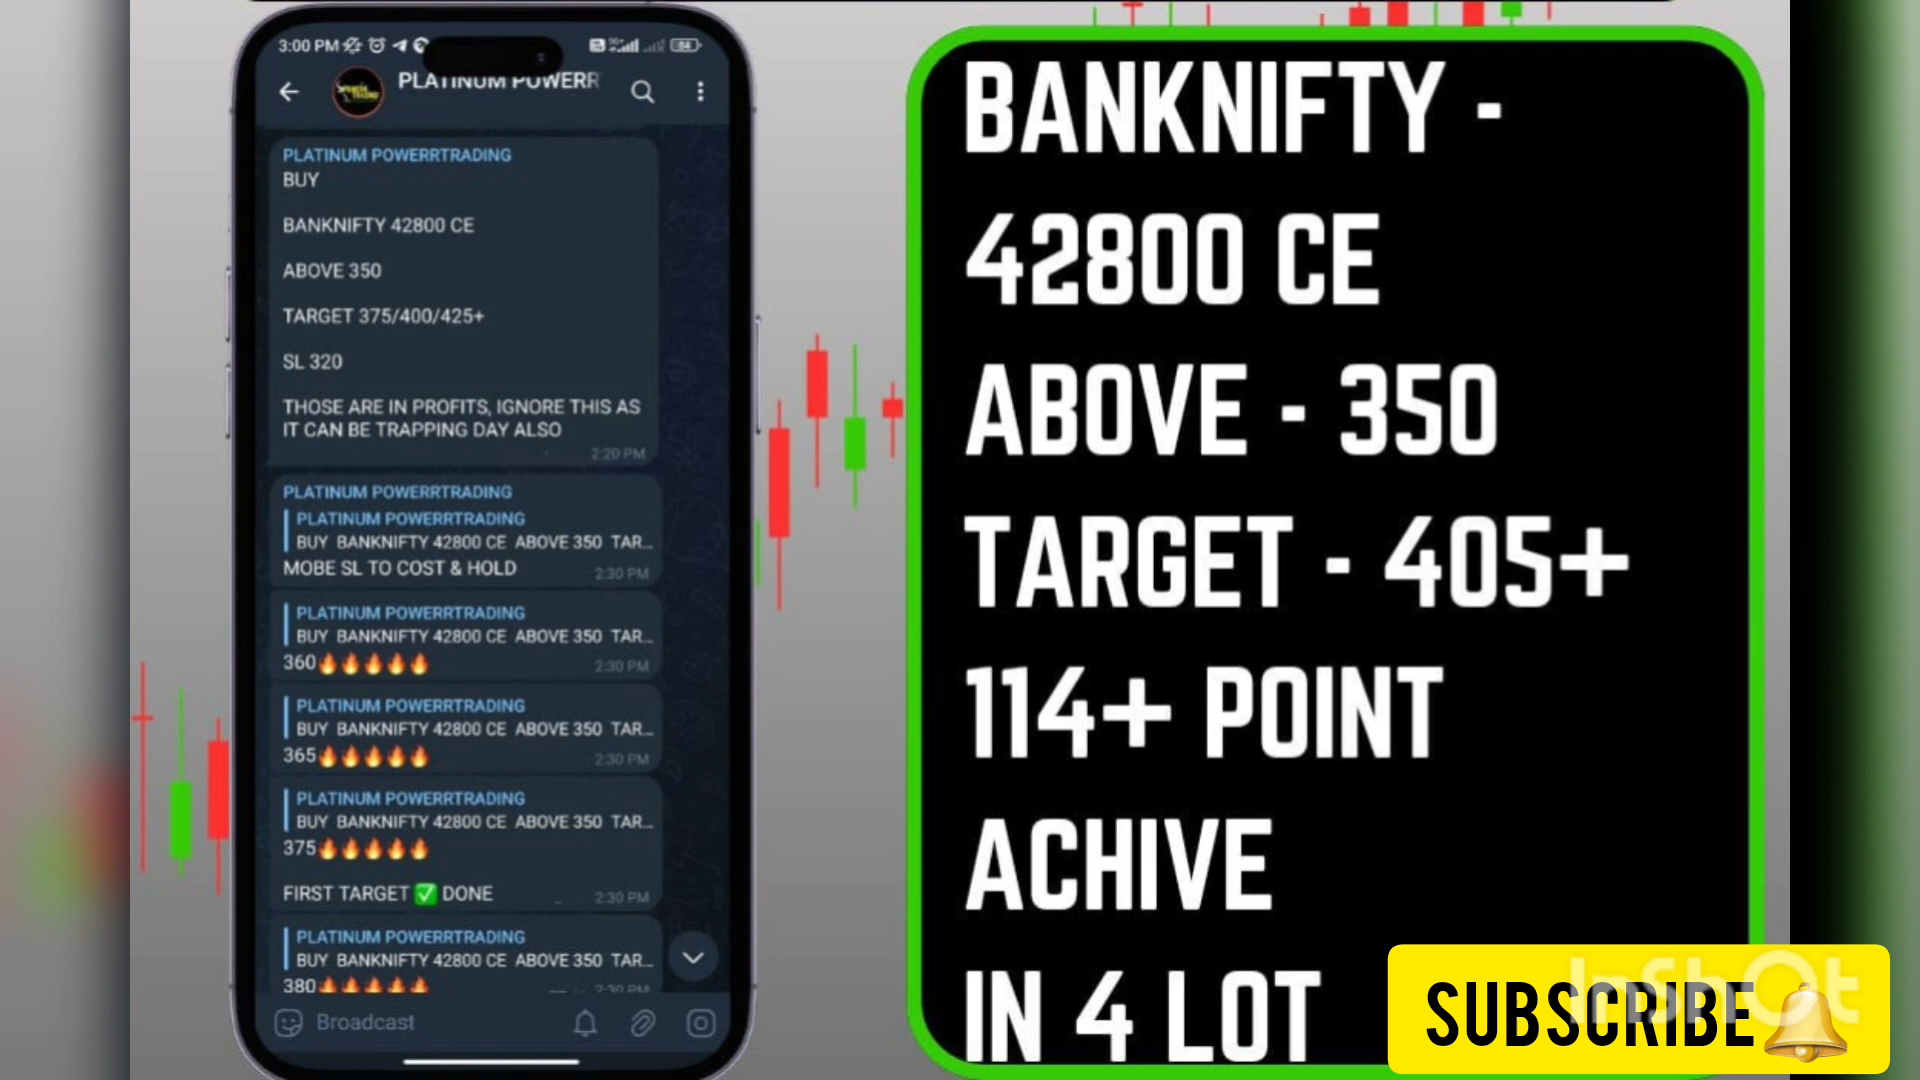 3:00 PM
84
PLATINUM POWERR
PLATINUM POWERRTRADING
BUY
BANKNIFTY 42800 CE
ABOVE 350
TARGET 375/400/425+
SL 320
THOSE ARE IN PROFITS, IGNORE THIS AS
IT CAN BE TRAPPING DAY ALSO
2:20 PM
PLATINUM POWERRTRADING
PLATINUM POWERRTRADING
BUY BANKNIFTY 42800 CE ABOVE 350 TAR...
MOBE SL TO COST & HOLD
2:30 PM
PLATINUM POWERRTRADING
BUY BANKNIFTY 42800 CE ABOVE 350 TAR...
360🔥🔥🔥🔥🔥
2:30 PM
PLATINUM POWERRTRADING
BUY BANKNIFTY 42800 CE ABOVE 350 TAR...
365🔥🔥🔥🔥🔥
2:30 PM
PLATINUM POWERRTRADING
BUY BANKNIFTY 42800 CE ABOVE 350 TAR...
375🔥🔥🔥🔥🔥
FIRST TARGET ✅ DONE
2:30 PM
PLATINUM POWERRTRADING
BUY BANKNIFTY 42800 CE ABOVE 350 TAR...
380🔥🔥🔥🔥🔥
2:30 PM
Broadcast
BANKNIFTY -
42800 CE
ABOVE - 350
TARGET - 405+
114+ POINT
ACHIVE
IN 4 LOT
SUBSCRIBE
InShOt